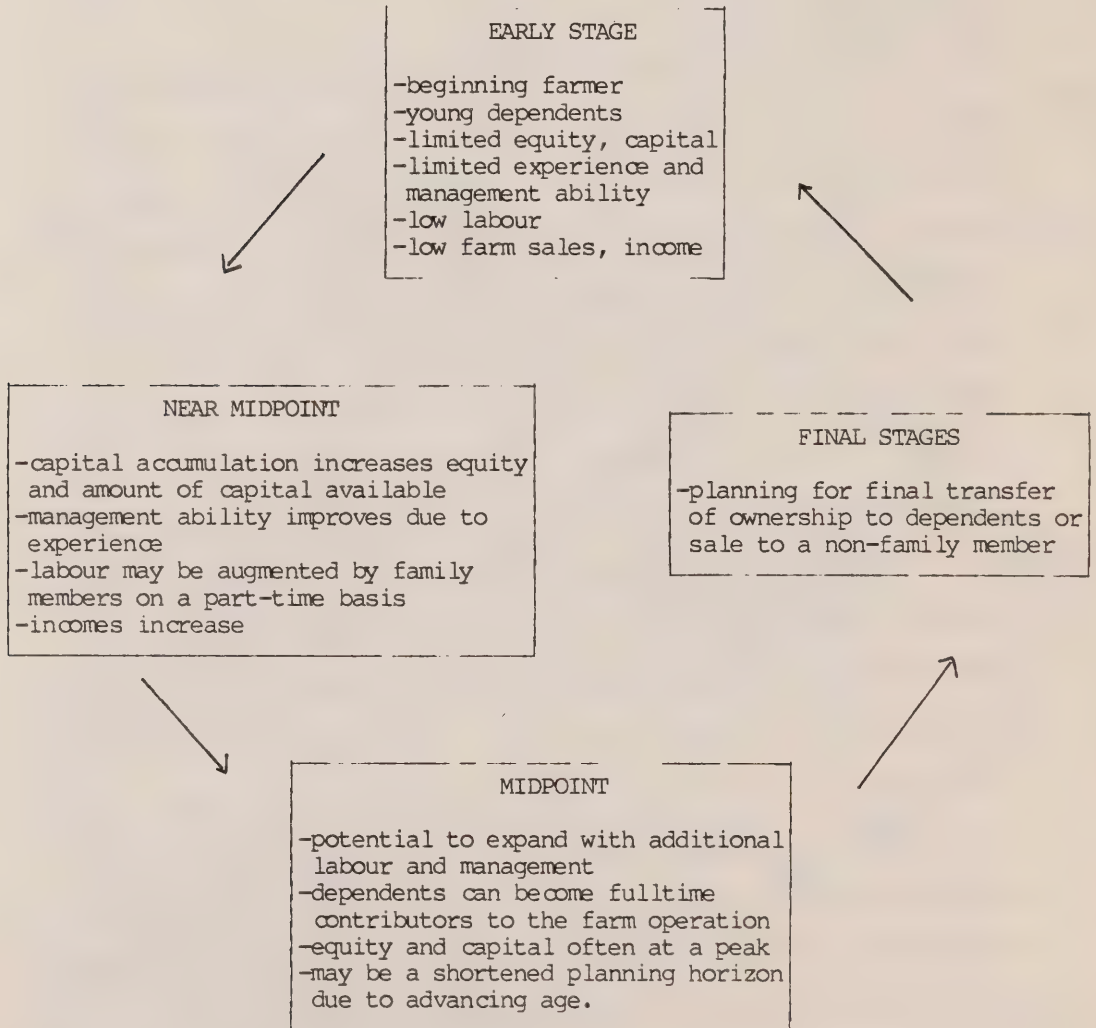 EARLY STAGE
-beginning farmer
-young dependents
-limited equity, capital
-limited experience and
management ability
-low labour
-low farm sales, income
NEAR MIDPOINT
-capital accumulation increases equity
and amount of capital available
-management ability improves due to
experience
-labour may be augmented by family
members on a part-time basis
-incomes increase
MIDPOINT
-potential to expand with additional
labour and management
-dependents can become fulltime
contributors to the farm operation
-equity and capital often at a peak
-may be a shortened planning horizon
due to advancing age.
FINAL STAGES
-planning for final transfer
of ownership to dependents or
sale to a non-family member